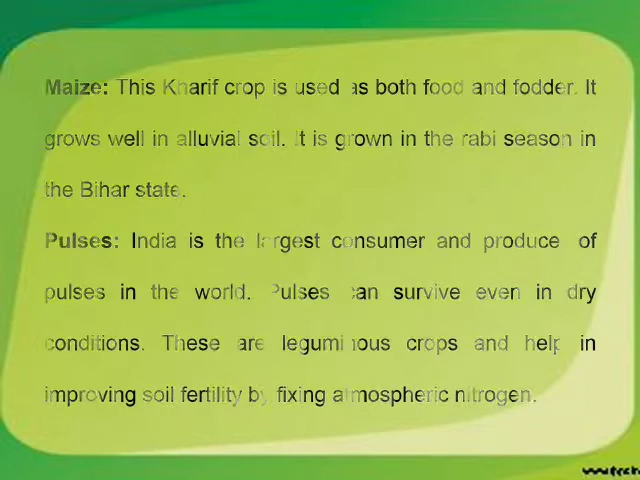 Maize: This Kharif crop is used as both food and fodder. It
grows well in alluvial soil. It is grown in the rabi season in
the Bihar state.
Pulses: India is the largest consumer and produce of
pulses in the world. Pulses can survive even in dry
conditions. These are leguminous crops and help in
improving soil fertility by fixing atmospheric nitrogen.